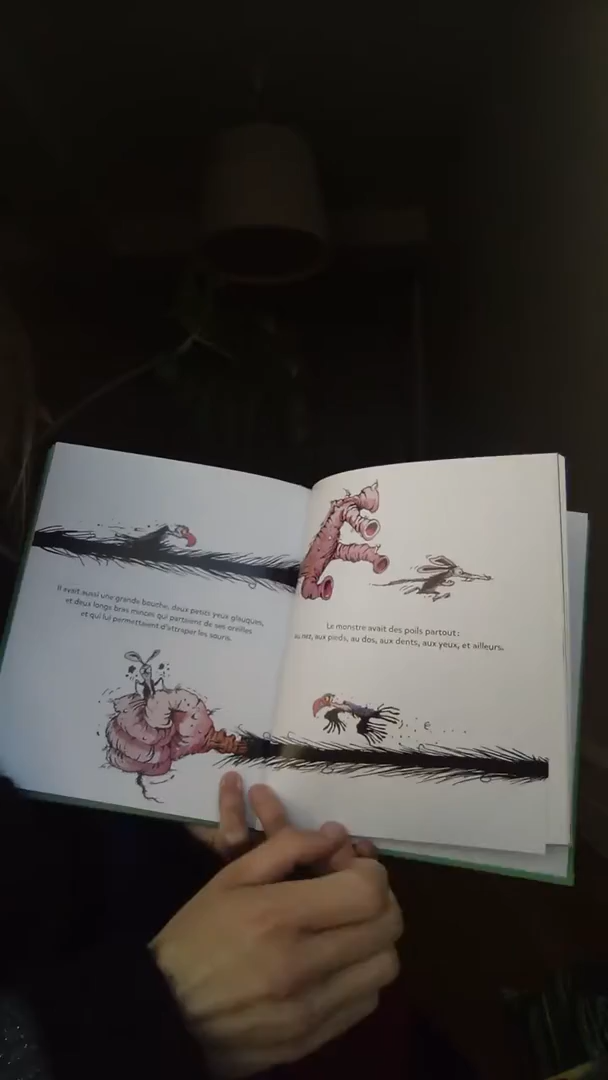 Il avait aussi une grande bouche, deux petits yeux glauques,
et deux longs bras minces qui partaient de ses oreilles
et qui lui permettaient d'attraper les souris.
Le monstre avait des poils partout :
au nez, aux pieds, au dos, aux dents, aux yeux, et ailleurs.